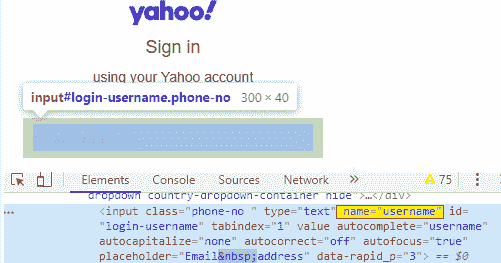 yahoo!
Sign in
using your Yahoo account
input#login-username.phone-no 300 × 40
Elements Console Sources Network » 75
dropdown country-dropdown-container hide">…</div>
... <input class="phone-no " type="text" name="username" id=
"login-username" tabindex="1" value autocomplete="username"
autocapitalize="none" autocorrect="off" autofocus="true"
placeholder="Email&nbsp;address" data-rapid_p="3"> == $0